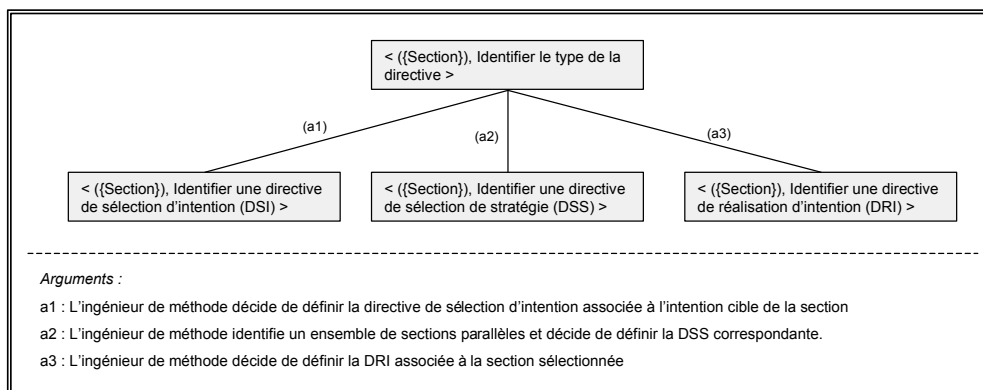 < ({Section}), Identifier le type de la
directive >
(a1)
(a2)
(a3)
< ({Section}), Identifier une directive
de sélection d'intention (DSI) >
< ({Section}), Identifier une directive
de sélection de stratégie (DSS) >
< ({Section}), Identifier une directive
de réalisation d'intention (DRI) >
Arguments :
a1 : L'ingénieur de méthode décide de définir la directive de sélection d'intention associée à l'intention cible de la section
a2 : L'ingénieur de méthode identifie un ensemble de sections parallèles et décide de définir la DSS correspondante.
a3 : L'ingénieur de méthode décide de définir la DRI associée à la section sélectionnée